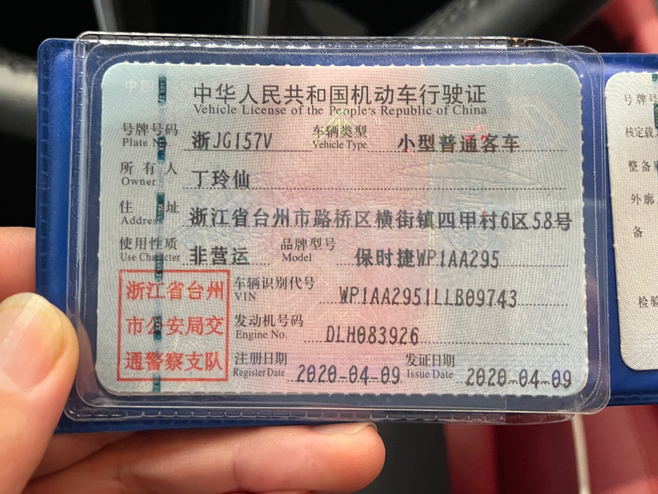 中华人民共和国机动车行驶证
Vehicle License of the People's Republic of China
号牌号码 浙JG157V 车辆类型 小型普通客车
Plate No. Vehicle Type
所有人 丁玲仙
Owner
住址 浙江省台州市路桥区横街镇四甲村6区58号
Address
使用性质 非营运 品牌型号 保时捷WP1AA295
Use Character Model
浙江省台州
市公安局交
通警察支队
车辆识别代号 WP1AA2951LLB09743
VIN
发动机号码 DLH083926
Engine No.
注册日期 2020-04-09 发证日期 2020-04-09
Register Date Issue Date
号牌号
核定载
整备
外廓
备
检验